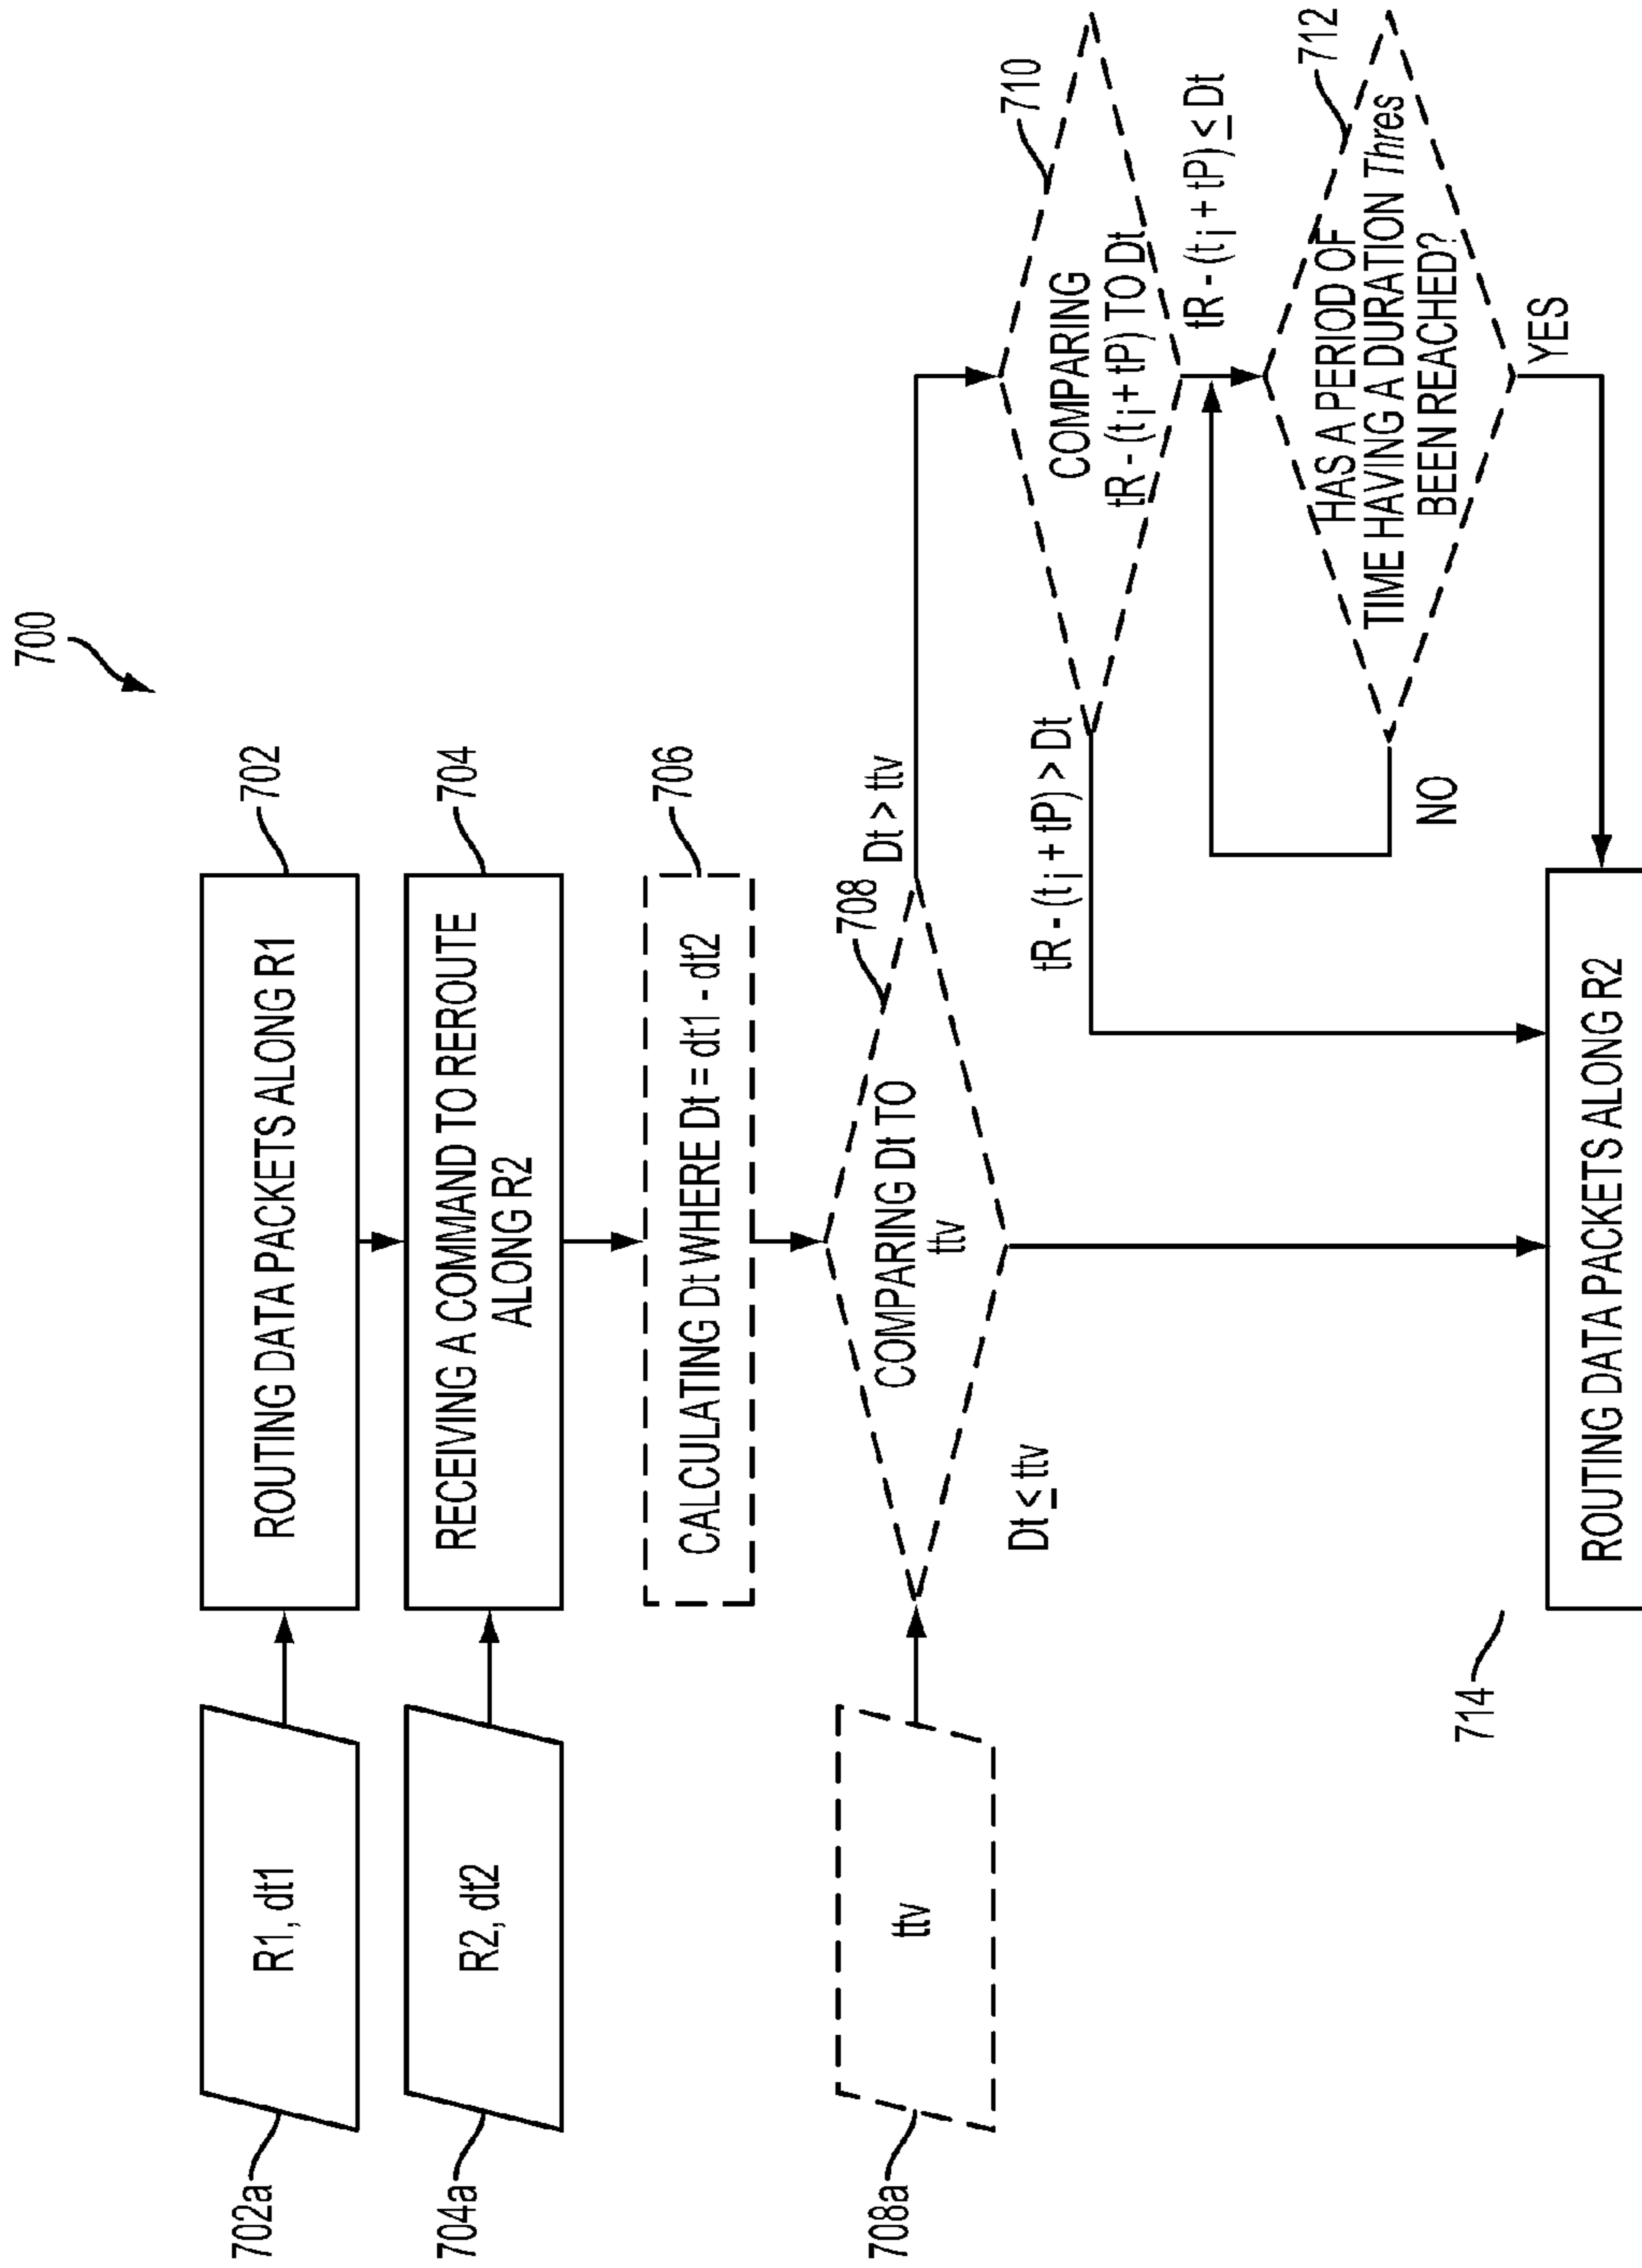 700
702a
R1, dt1
ROUTING DATA PACKETS ALONG R1
702
704a
R2, dt2
RECEIVING A COMMAND TO REROUTE
ALONG R2
704
CALCULATING Dt WHERE Dt = dt1 - dt2
706
708a
ttv
COMPARING Dt TO
ttv
708
Dt > ttv
Dt ≤ ttv
COMPARING
tR - (ti + tP) TO Dt
710
tR - (ti + tP) > Dt
tR - (ti + tP) ≤ Dt
HAS A PERIOD OF
TIME HAVING A DURATION Thres
BEEN REACHED?
712
NO
YES
714
ROUTING DATA PACKETS ALONG R2